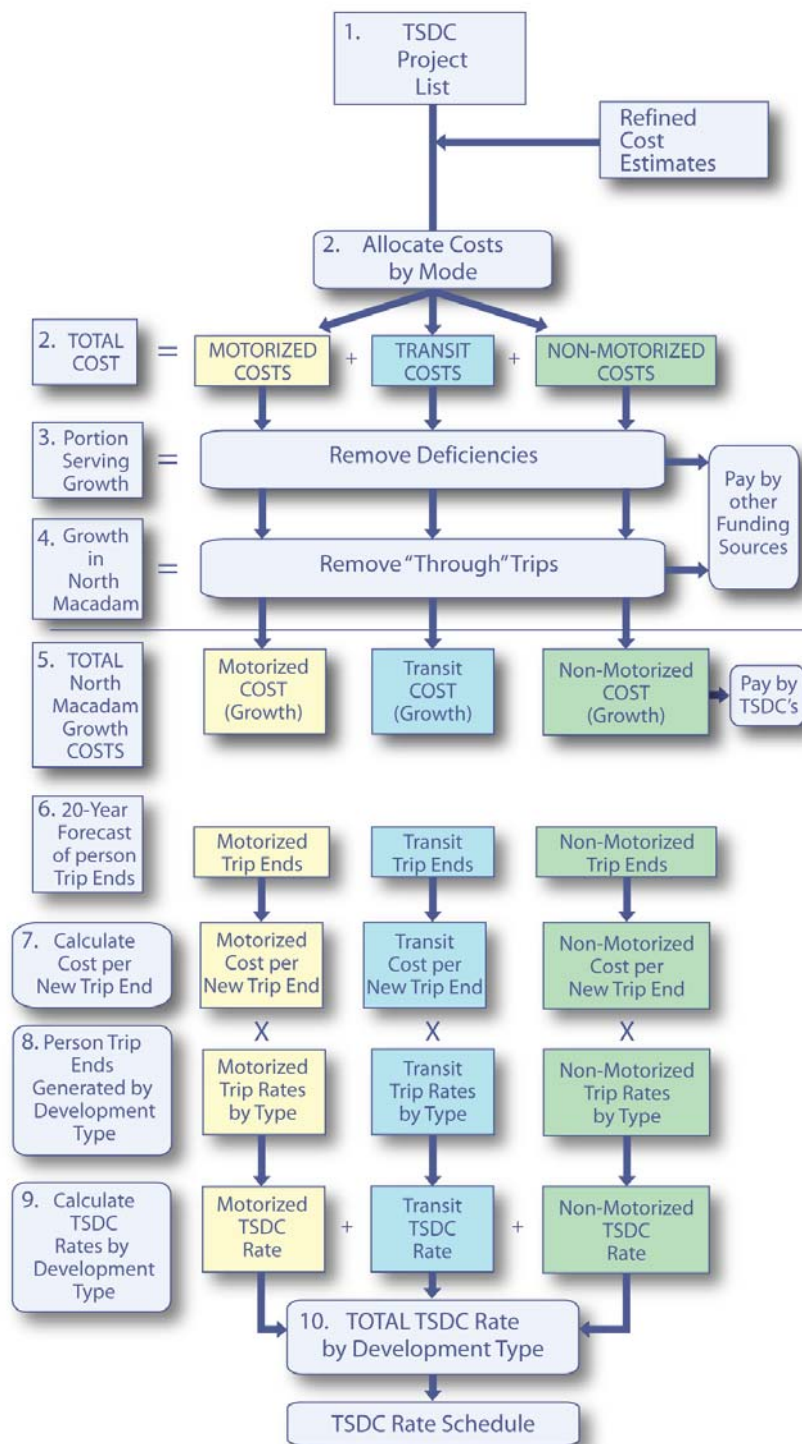 1. TSDC
Project
List
Refined
Cost
Estimates
2. Allocate Costs
by Mode
2. TOTAL
COST
=
MOTORIZED
COSTS
+
TRANSIT
COSTS
+
NON-MOTORIZED
COSTS
3. Portion
Serving
Growth
=
Remove Deficiencies
Pay by
other
Funding
Sources
4. Growth
in
North
Macadam
=
Remove “Through” Trips
5. TOTAL
North
Macadam
Growth
COSTS
Motorized
COST
(Growth)
Transit
COST
(Growth)
Non-Motorized
COST
(Growth)
Pay by
TSDC's
6. 20-Year
Forecast
of person
Trip Ends
Motorized
Trip Ends
Transit
Trip Ends
Non-Motorized
Trip Ends
7. Calculate
Cost per
New Trip End
Motorized
Cost per
New Trip End
Transit
Cost per
New Trip End
Non-Motorized
Cost per
New Trip End
X
X
X
8. Person Trip
Ends
Generated by
Development
Type
Motorized
Trip Rates
by Type
Transit
Trip Rates
by Type
Non-Motorized
Trip Rates
by Type
9. Calculate
TSDC
Rates by
Development
Type
Motorized
TSDC
Rate
+
Transit
TSDC
Rate
+
Non-Motorized
TSDC
Rate
10. TOTAL TSDC Rate
by Development Type
TSDC Rate Schedule